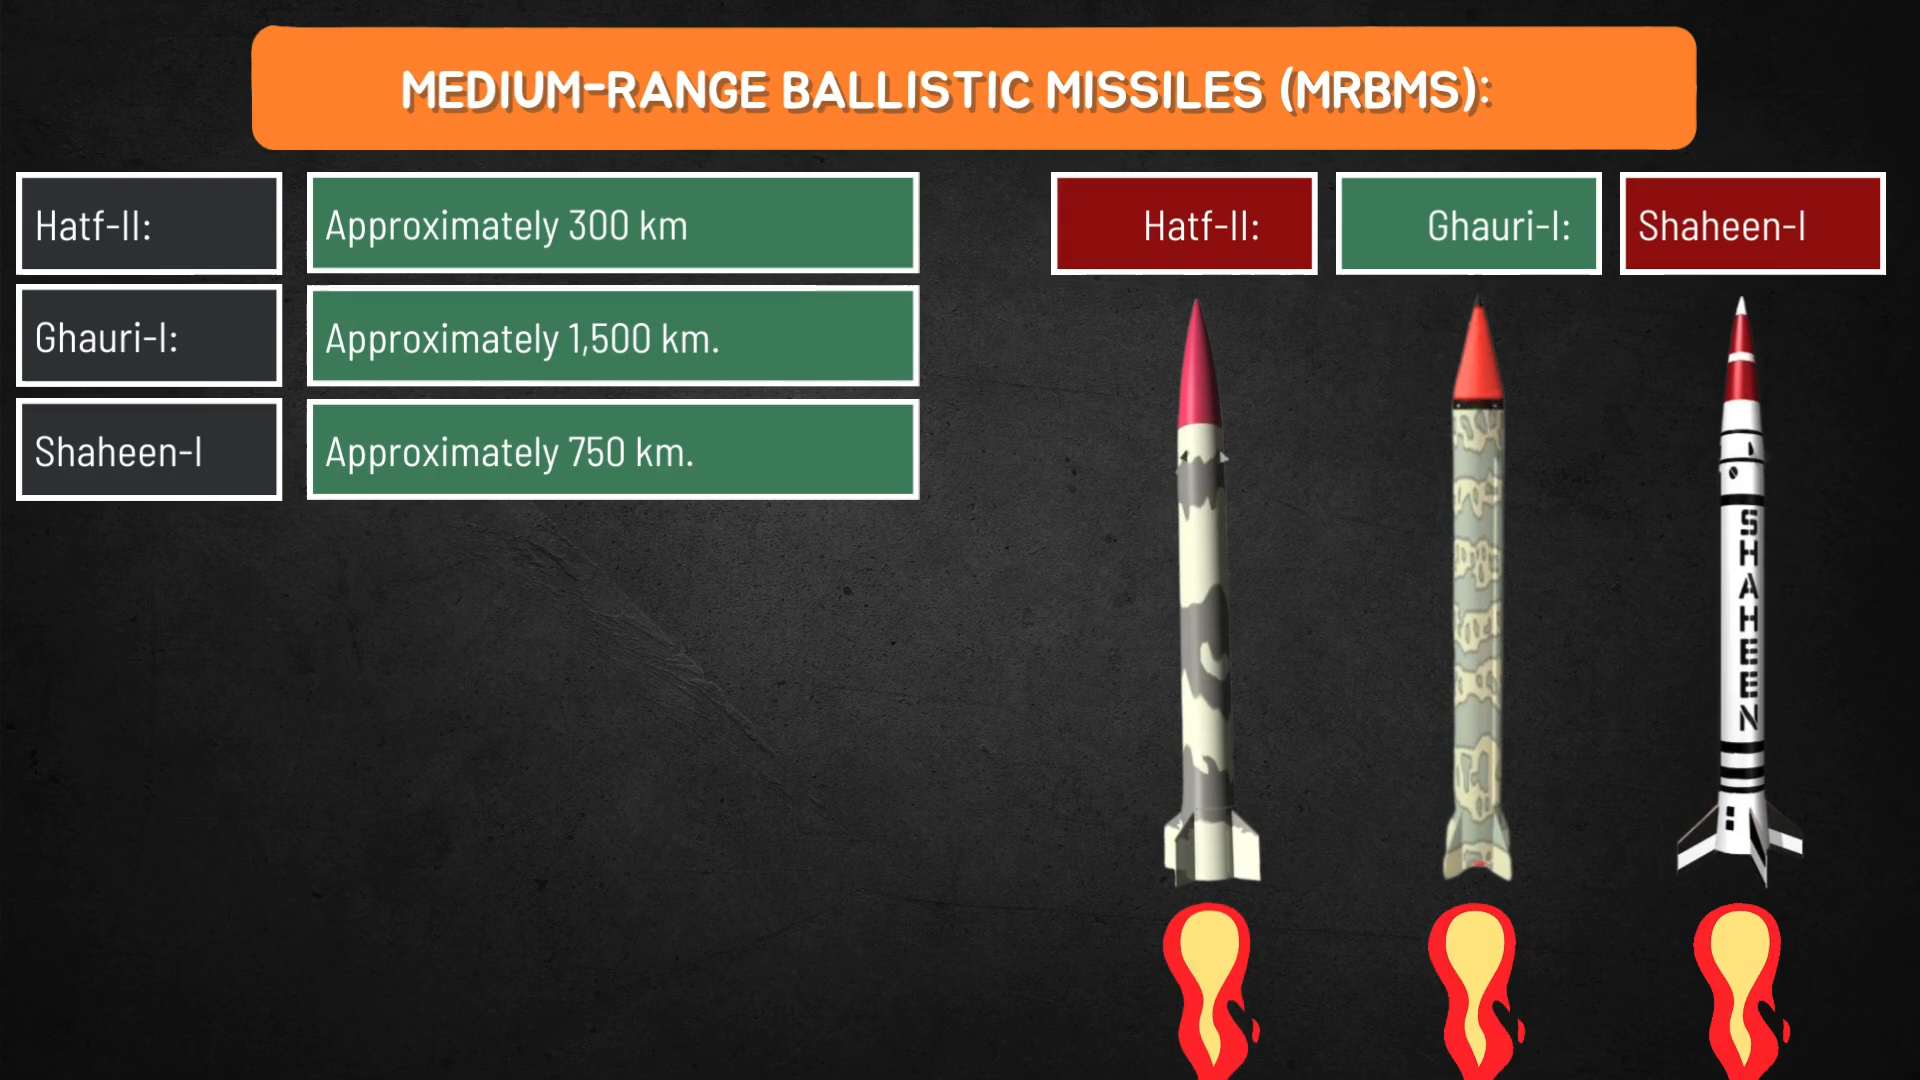 MEDIUM-RANGE BALLISTIC MISSILES (MRBMS):
Hatf-II:
Approximately 300 km
Ghauri-I:
Approximately 1,500 km.
Shaheen-I
Approximately 750 km.
Hatf-II:
Ghauri-I:
Shaheen-I
SHAHEEN